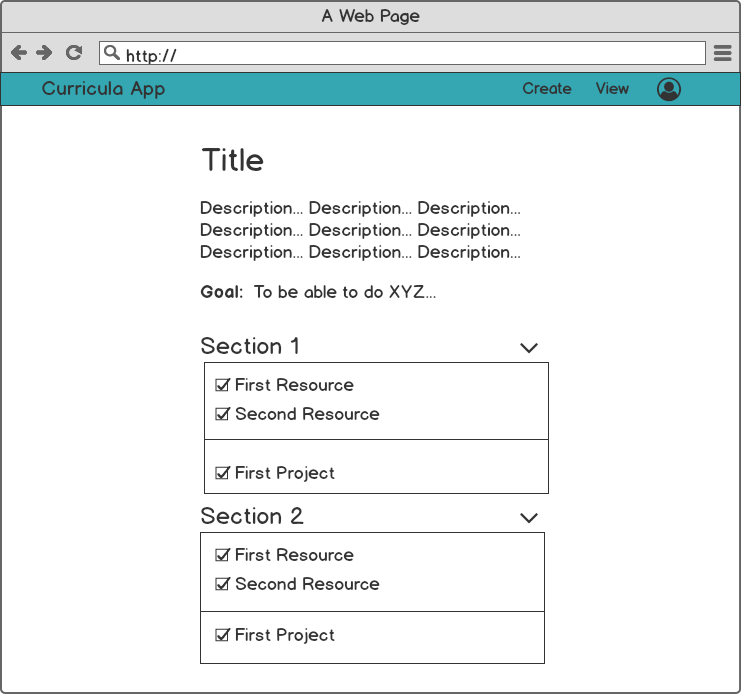 A Web Page
http://
Curricula App Create View
Title
Description... Description... Description...
Description... Description... Description...
Description... Description... Description...
Goal: To be able to do XYZ...
Section 1
First Resource
Second Resource
First Project
Section 2
First Resource
Second Resource
First Project